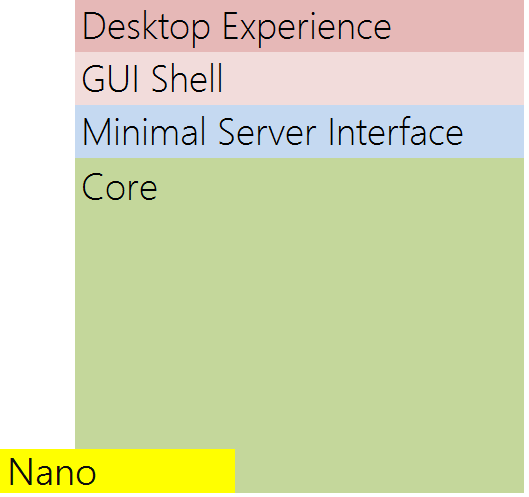 Desktop Experience
GUI Shell
Minimal Server Interface
Core
Nano